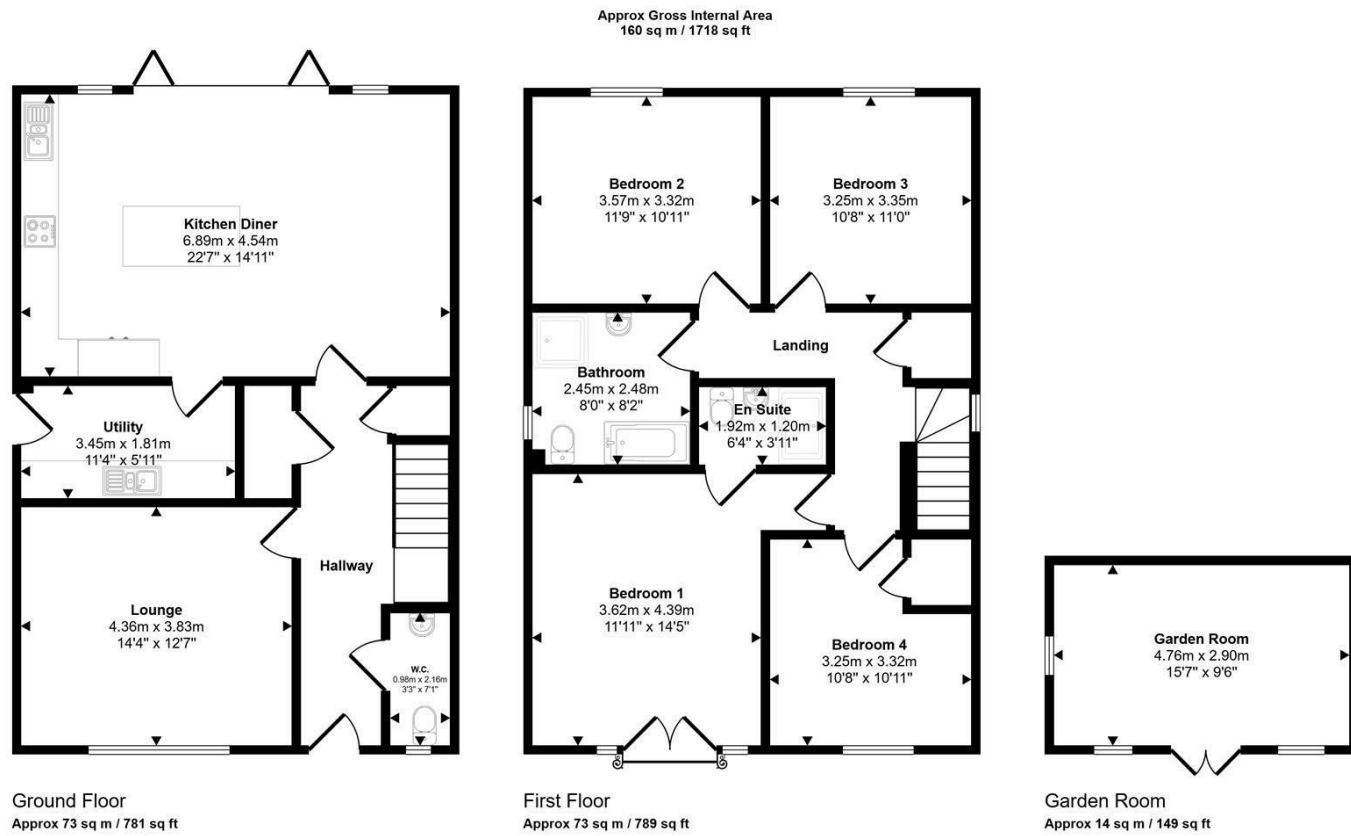 Approx Gross Internal Area
160 sq m / 1718 sq ft
Kitchen Diner
6.89m x 4.54m
22'7" x 14'11"
Utility
3.45m x 1.81m
11'4" x 5'11"
Lounge
4.36m x 3.83m
14'4" x 12'7"
Hallway
W.C.
0.98m x 2.16m
3'3" x 7'1"
Ground Floor
Approx 73 sq m / 781 sq ft
Bedroom 2
3.57m x 3.32m
11'9" x 10'11"
Bedroom 3
3.25m x 3.35m
10'8" x 11'0"
Landing
Bathroom
2.45m x 2.48m
8'0" x 8'2"
En Suite
1.92m x 1.20m
6'4" x 3'11"
Bedroom 1
3.62m x 4.39m
11'11" x 14'5"
Bedroom 4
3.25m x 3.32m
10'8" x 10'11"
First Floor
Approx 73 sq m / 789 sq ft
Garden Room
4.76m x 2.90m
15'7" x 9'6"
Garden Room
Approx 14 sq m / 149 sq ft